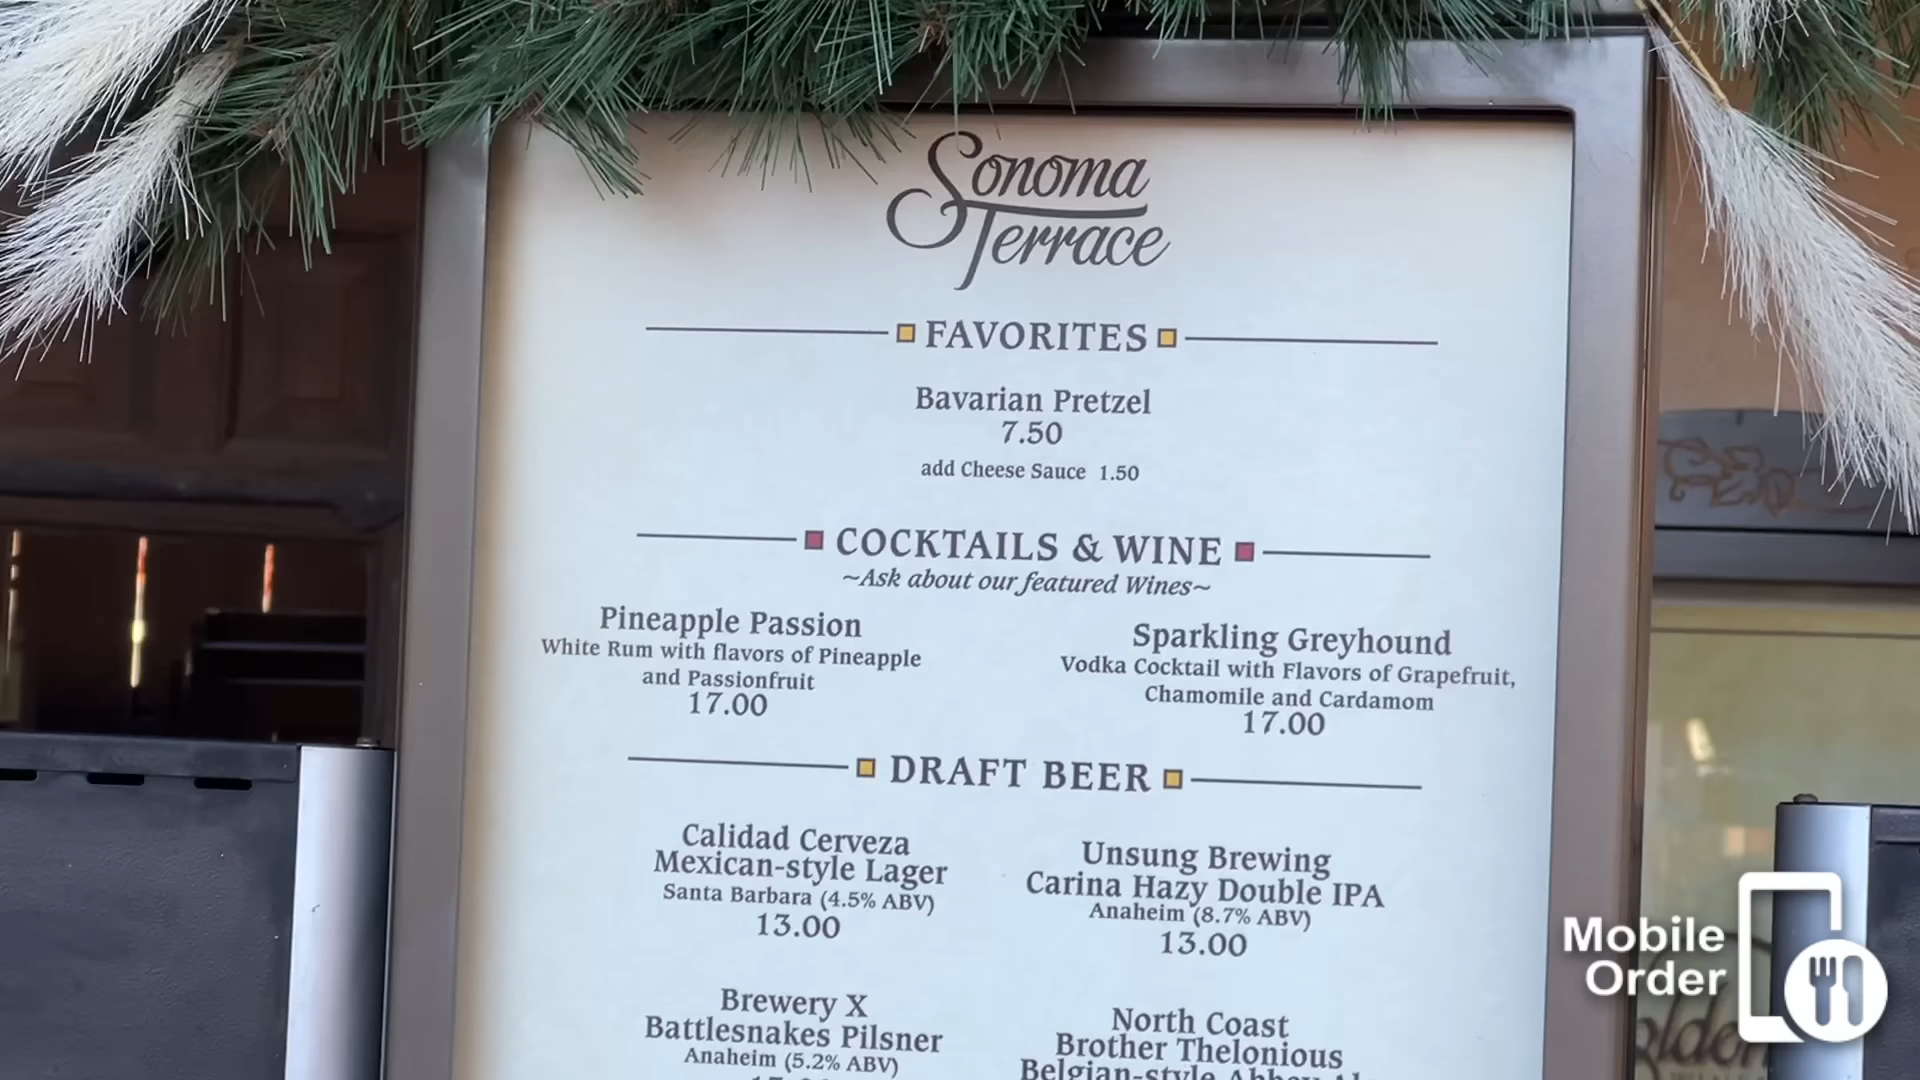 Sonoma
Terrace
FAVORITES
Bavarian Pretzel
7.50
add Cheese Sauce 1.50
COCKTAILS & WINE
~Ask about our featured Wines~
Pineapple Passion
White Rum with flavors of Pineapple
and Passionfruit
17.00
Sparkling Greyhound
Vodka Cocktail with Flavors of Grapefruit,
Chamomile and Cardamom
17.00
DRAFT BEER
Calidad Cerveza
Mexican-style Lager
Santa Barbara (4.5% ABV)
13.00
Unsung Brewing
Carina Hazy Double IPA
Anaheim (8.7% ABV)
13.00
Brewery X
Battlesnakes Pilsner
Anaheim (5.2% ABV)
North Coast
Brother Thelonious
Belgian-style Abbey Ale
Mobile
Order